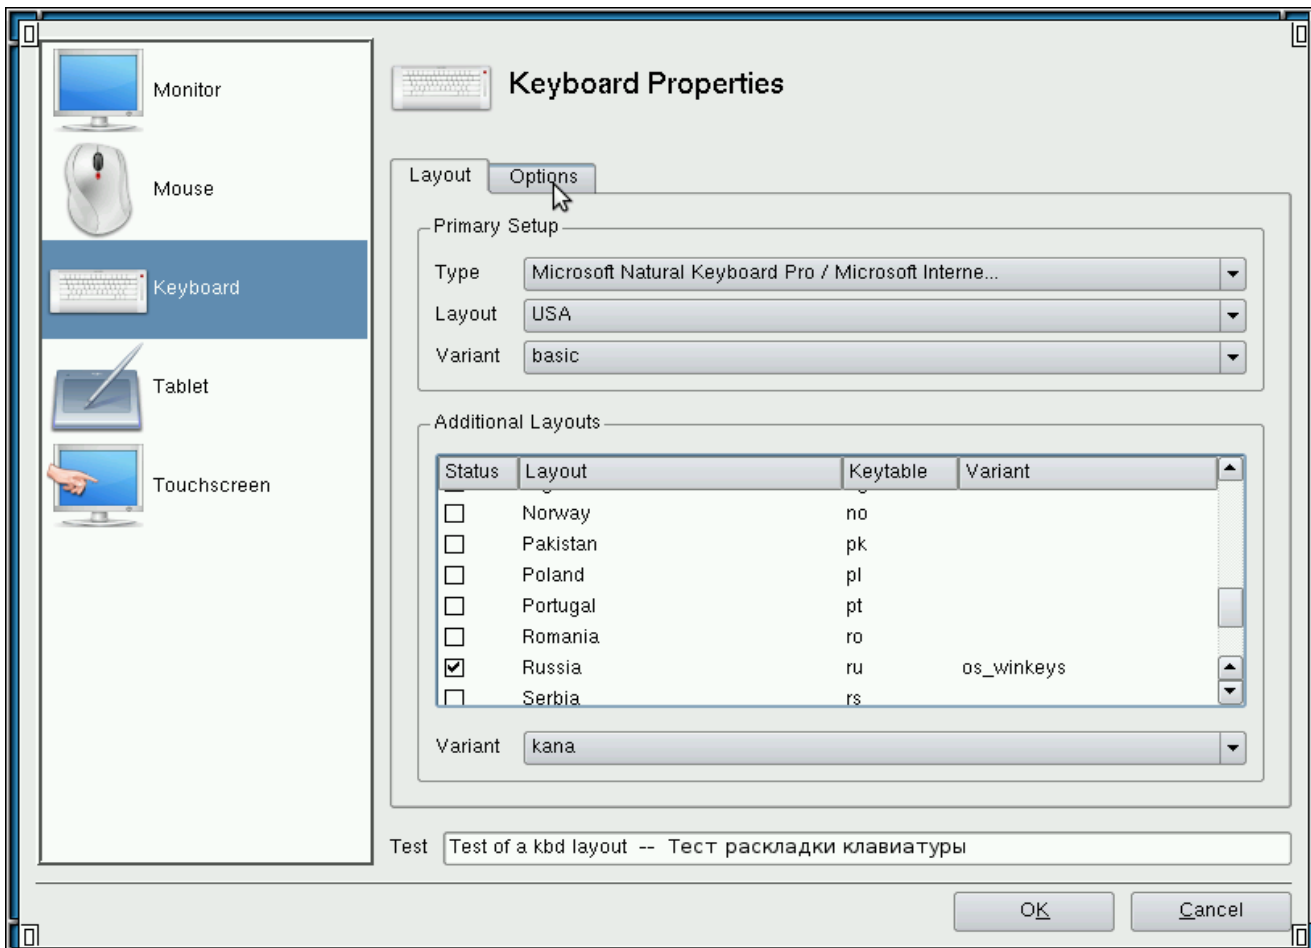 Monitor
Mouse
Keyboard
Tablet
Touchscreen
Keyboard Properties
Layout Options
Primary Setup
Type Microsoft Natural Keyboard Pro / Microsoft Interne...
Layout USA
Variant basic
Additional Layouts
Status Layout Keytable Variant
Norway no
Pakistan pk
Poland pl
Portugal pt
Romania ro
Russia ru os_winkeys
Serbia rs
Variant kana
Test Test of a kbd layout -- Тест раскладки клавиатуры
OK Cancel